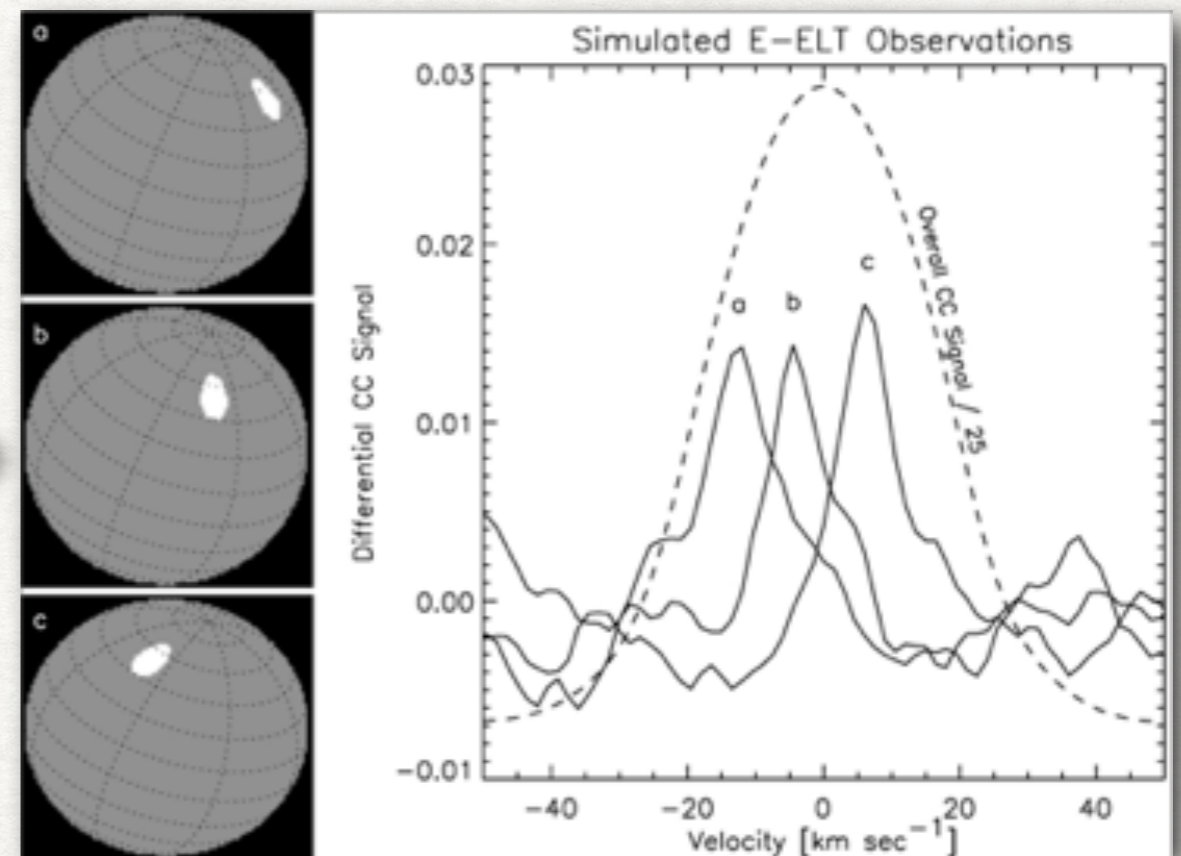 a
b
c
Simulated E-ELT Observations
Differential CC Signal
0.03
0.02
0.01
0.00
-0.01
a
b
c
Overall CC Signal / 25
-40
-20
0
20
40
Velocity [km sec⁻¹]